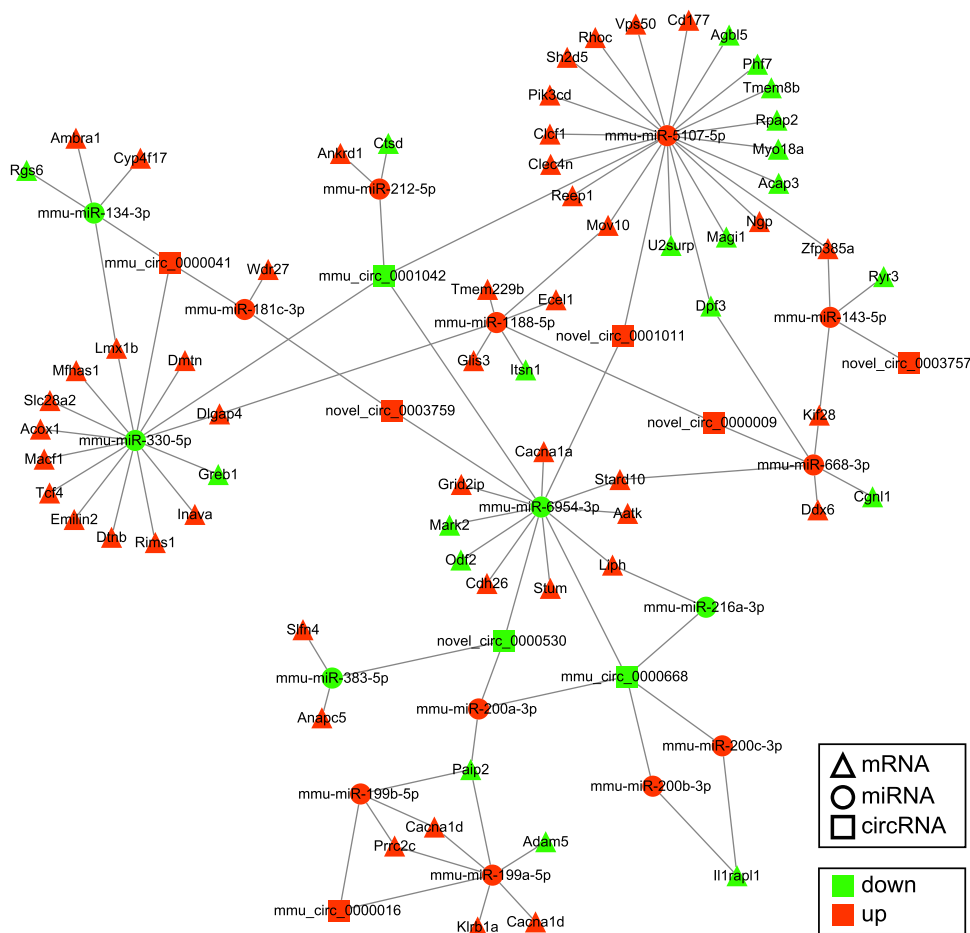 Cd177
Vps50
Rhoc
Agbl5
Sh2d5
Phf7
Tmem8b
Pik3cd
Rpap2
Clcf1
mmu-miR-5107-5p
Ambra1
Ctsd
Myo18a
Cyp4f17
Ankrd1
Clec4n
Rgs6
Acap3
mmu-miR-212-5p
Reep1
mmu-miR-134-3p
Ngp
Mov10
Magi1
U2surp
Zfp385a
mmu_circ_0000041
Wdr27
mmu_circ_0001042
Ryr3
Tmem229b
Ecel1
Dpf3
mmu-miR-181c-3p
mmu-miR-1188-5p
mmu-miR-143-5p
novel_circ_0001011
Lmx1b
Dmtn
Glis3
Itsn1
novel_circ_0003757
Mfhas1
Slc28a2
Dlgap4
novel_circ_0003759
novel_circ_0000009
Kif28
Acox1
mmu-miR-330-5p
Cacna1a
Macf1
Greb1
mmu-miR-668-3p
Grid2ip
Stard10
Tcf4
Cgnl1
mmu-miR-6954-3p
Aatk
Ddx6
Emilin2
Inava
Mark2
Dtnb
Rims1
Odf2
Liph
Cdh26
Stum
mmu-miR-216a-3p
Slfn4
novel_circ_0000530
mmu-miR-383-5p
mmu_circ_0000668
Anapc5
mmu-miR-200a-3p
mmu-miR-200c-3p
Paip2
mmu-miR-200b-3p
mmu-miR-199b-5p
Cacna1d
Prrc2c
Adam5
mmu-miR-199a-5p
Il1rapl1
mmu_circ_0000016
Klrb1a
Cacna1d
mRNA
miRNA
circRNA
down
up